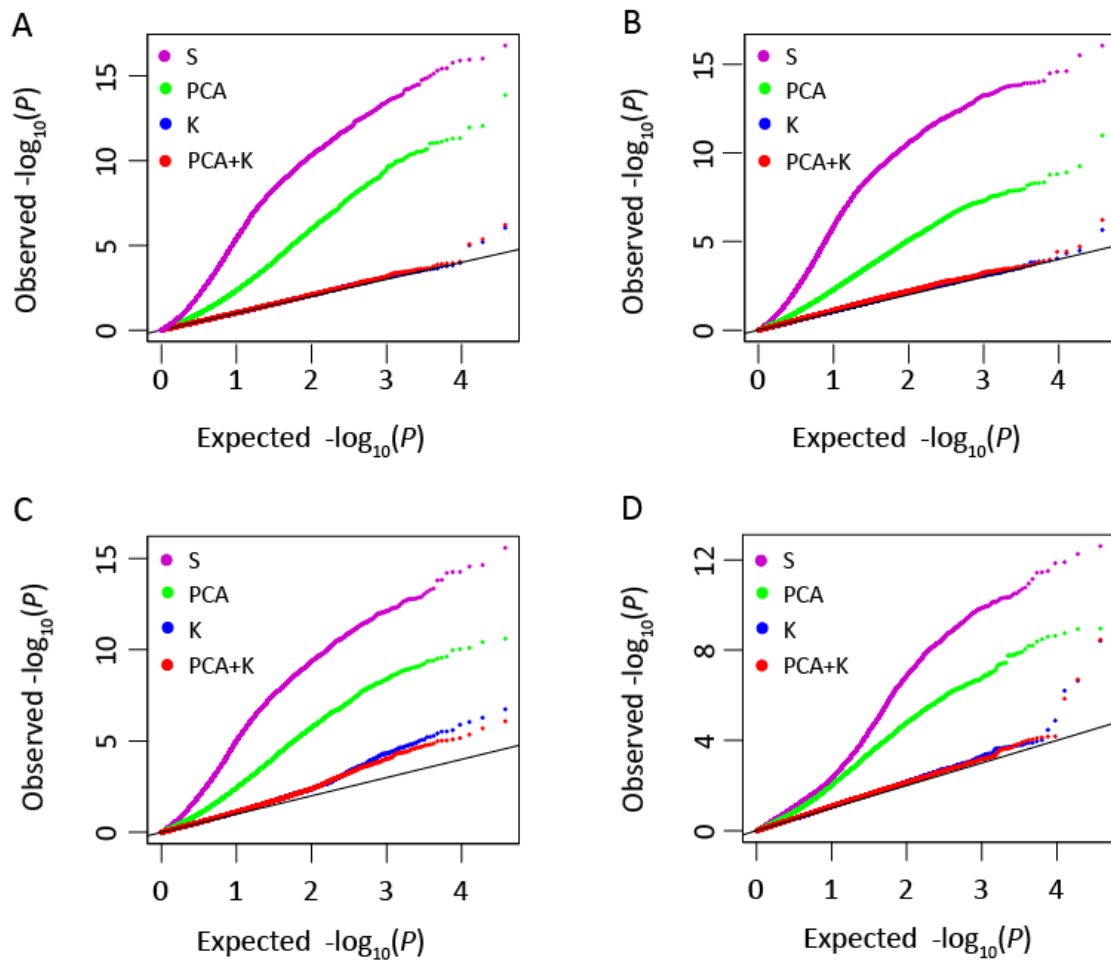 A
S
PCA
K
PCA+K
Observed -log₁₀(P)
0 5 10 15
0 1 2 3 4
Expected -log₁₀(P)
B
S
PCA
K
PCA+K
Observed -log₁₀(P)
0 5 10 15
0 1 2 3 4
Expected -log₁₀(P)
C
S
PCA
K
PCA+K
Observed -log₁₀(P)
0 5 10 15
0 1 2 3 4
Expected -log₁₀(P)
D
S
PCA
K
PCA+K
Observed -log₁₀(P)
0 4 8 12
0 1 2 3 4
Expected -log₁₀(P)